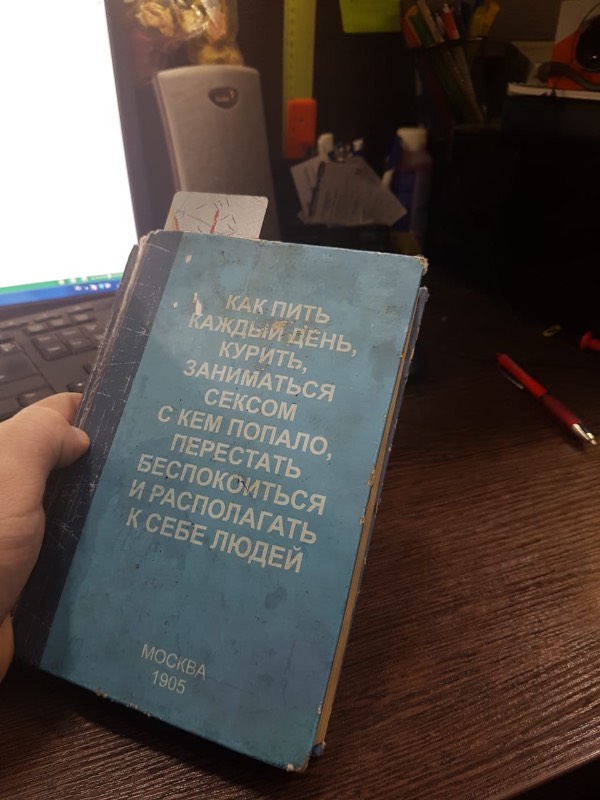 КАК ПИТЬ
КАЖДЫЙ ДЕНЬ,
КУРИТЬ,
ЗАНИМАТЬСЯ
СЕКСОМ
С КЕМ ПОПАЛО,
ПЕРЕСТАТЬ
БЕСПОКОИТЬСЯ
И РАСПОЛАГАТЬ
К СЕБЕ ЛЮДЕЙ
МОСКВА
1905